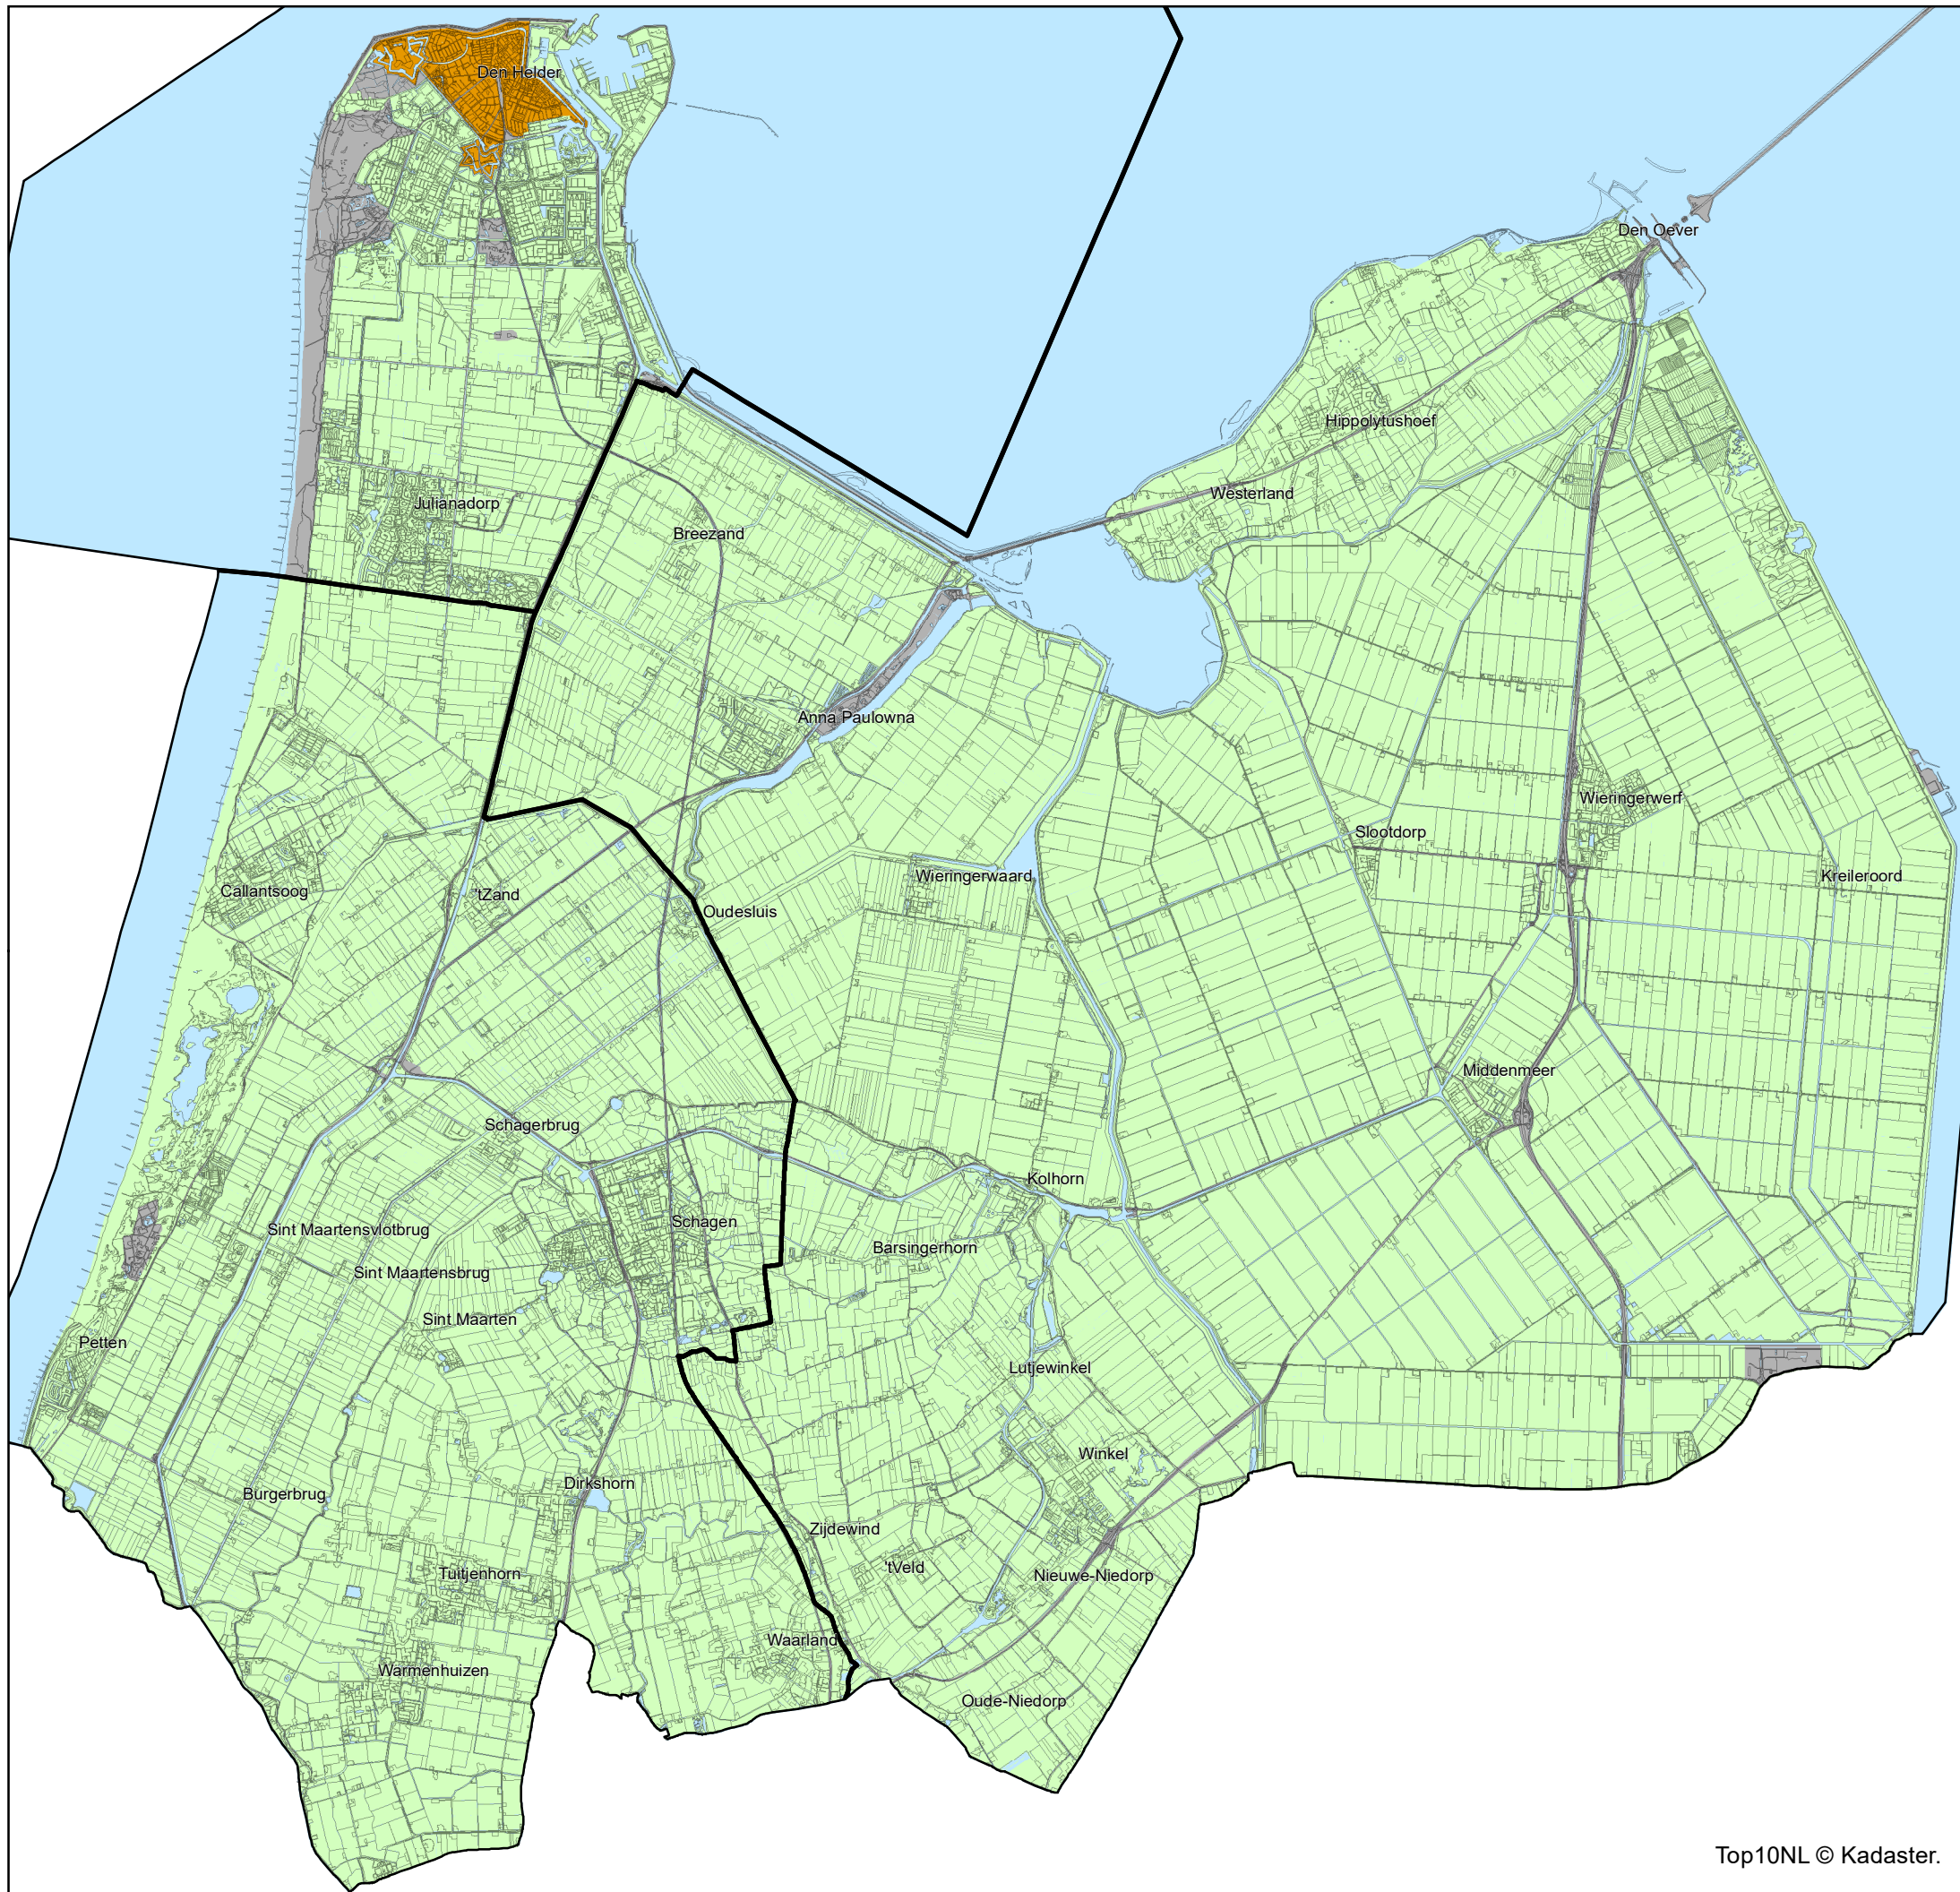 Den Helder
Den Oever
Hippolytushoef
Westerland
Julianadorp
Breezand
Anna Paulowna
Wieringerwerf
Slootdorp
Wieringerwaard
Kreileroord
Callantsoog
'tZand
Oudesluis
Middenmeer
Schagerbrug
Kolhorn
Schagen
Sint Maartensvlotbrug
Barsingerhorn
Sint Maartensbrug
Sint Maarten
Petten
Lutjewinkel
Winkel
Dirkshorn
Burgerbrug
Zijdewind
'tVeld
Tuitjenhorn
Nieuwe-Niedorp
Waarland
Warmenhuizen
Oude-Niedorp
Top10NL © Kadaster.